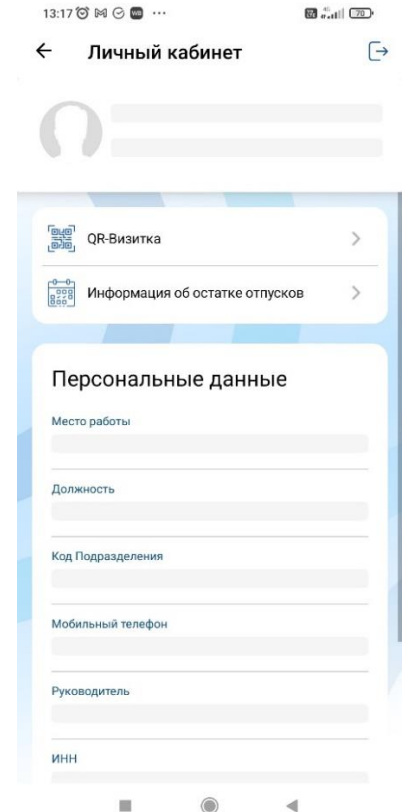 13:17
Личный кабинет
QR-Визитка
Информация об остатке отпусков
Персональные данные
Место работы
Должность
Код Подразделения
Мобильный телефон
Руководитель
ИНН